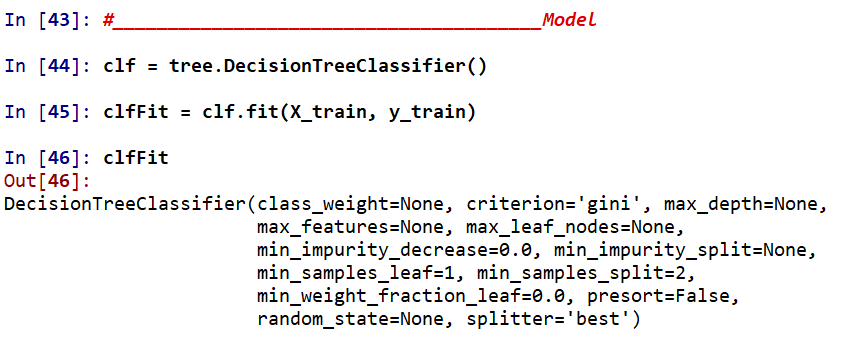 In [43]: #_______________________________________Model
In [44]: clf = tree.DecisionTreeClassifier()
In [45]: clfFit = clf.fit(X_train, y_train)
In [46]: clfFit
Out[46]:
DecisionTreeClassifier(class_weight=None, criterion='gini', max_depth=None,
max_features=None, max_leaf_nodes=None,
min_impurity_decrease=0.0, min_impurity_split=None,
min_samples_leaf=1, min_samples_split=2,
min_weight_fraction_leaf=0.0, presort=False,
random_state=None, splitter='best')